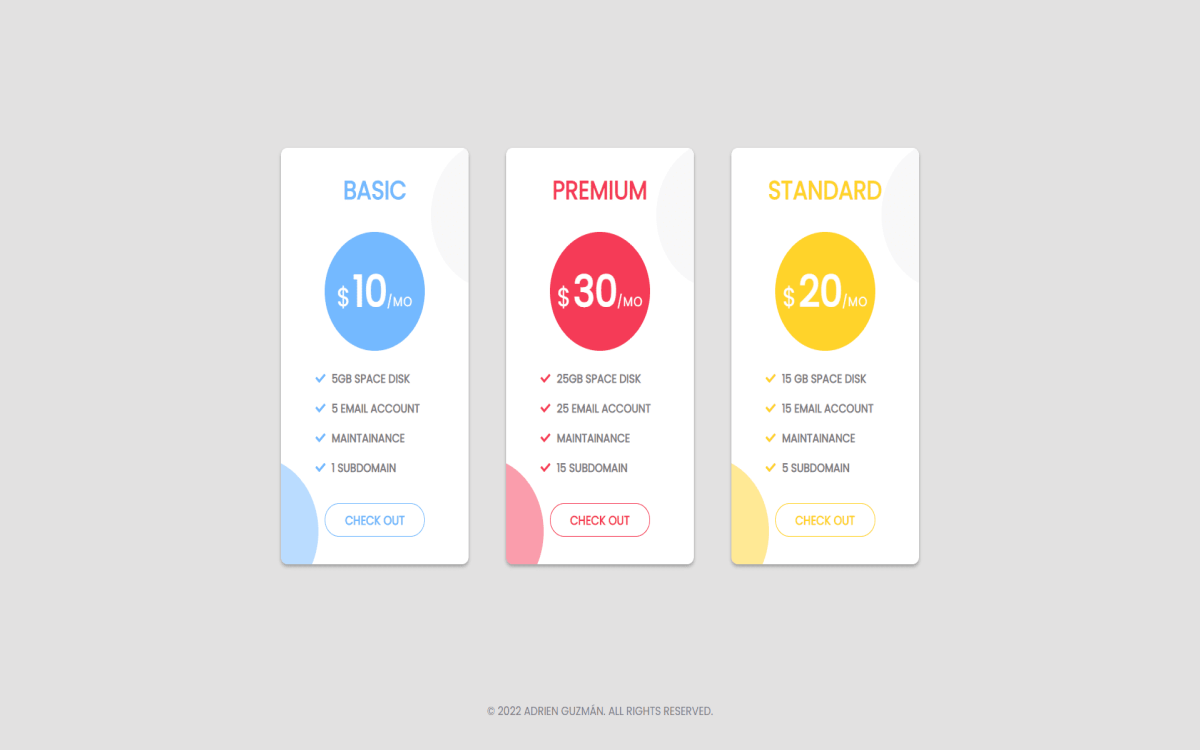 BASIC
$10/MO
5GB SPACE DISK
5 EMAIL ACCOUNT
MAINTAINANCE
1 SUBDOMAIN
CHECK OUT
PREMIUM
$30/MO
25GB SPACE DISK
25 EMAIL ACCOUNT
MAINTAINANCE
15 SUBDOMAIN
CHECK OUT
STANDARD
$20/MO
15 GB SPACE DISK
15 EMAIL ACCOUNT
MAINTAINANCE
5 SUBDOMAIN
CHECK OUT
© 2022 ADRIEN GUZMÁN. ALL RIGHTS RESERVED.